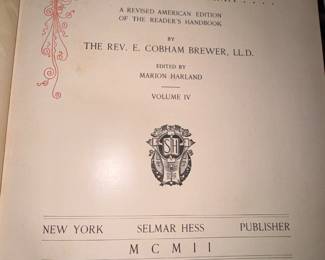 A REVISED AMERICAN EDITION
OF THE READER'S HANDBOOK
BY
THE REV. E. COBHAM BREWER, LL.D.
EDITED BY
MARION HARLAND
VOLUME IV
SH
NEW YORK SELMAR HESS PUBLISHER
MCMII